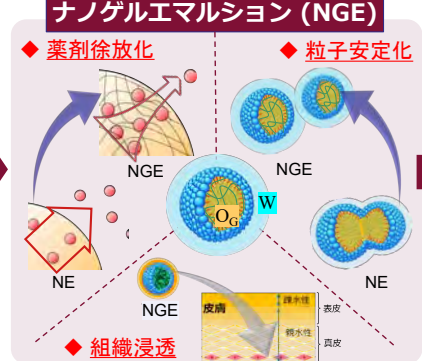 ナノゲルエマルション (NGE)
◆ 薬剤徐放化
◆ 粒子安定化
NGE
NGE
NE
O_G
W
NE
NGE
皮膚
疎水性
親水性
表皮
真皮
◆ 組織浸透